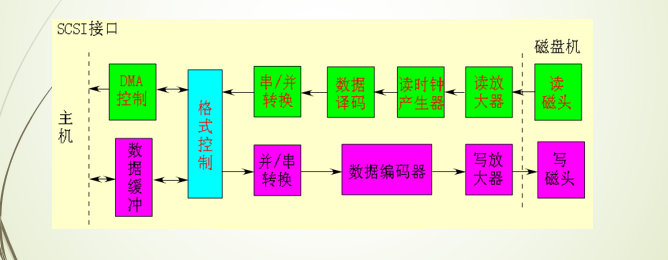 SCSI接口
磁盘机
主
机
DMA
控制
格
式
控
制
串/并
转换
数据
译码
读时钟
产生器
读放
大器
读
磁头
数
据
缓
冲
并/串
转换
数据编码器
写放
大器
写
磁头